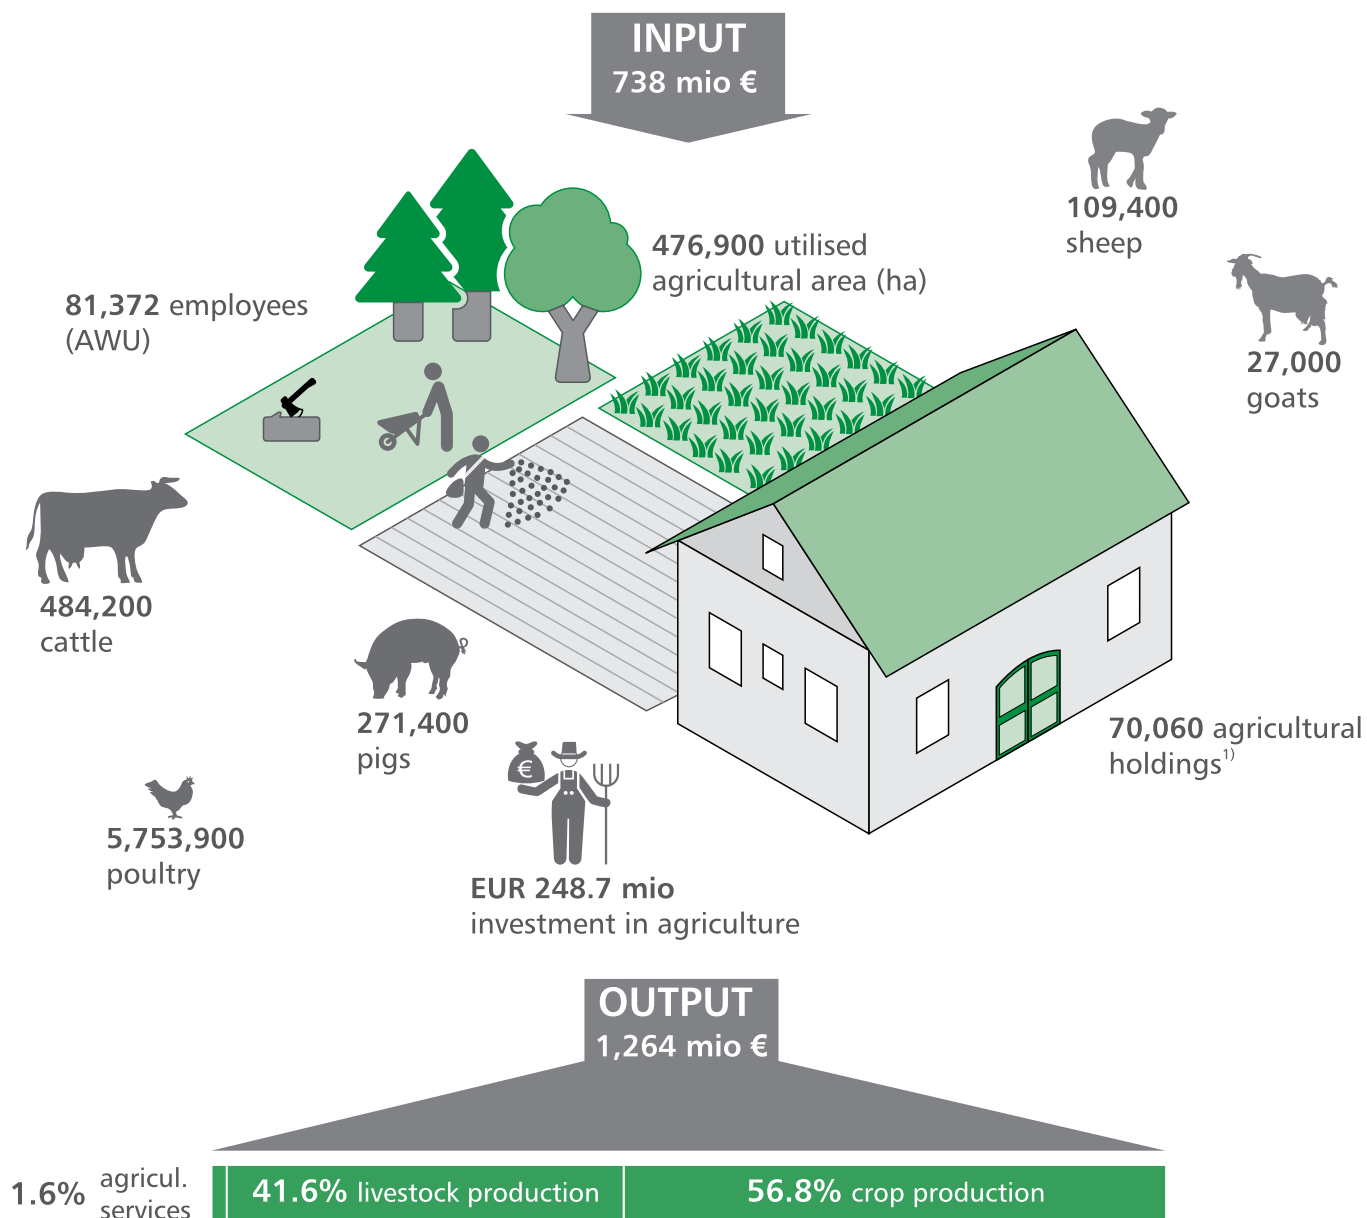 INPUT
738 mio €
109,400
sheep
476,900 utilised
agricultural area (ha)
81,372 employees
(AWU)
27,000
goats
484,200
cattle
271,400
pigs
€
70,060 agricultural
holdings¹⁾
5,753,900
poultry
EUR 248.7 mio
investment in agriculture
OUTPUT
1,264 mio €
1.6% agricul.
services
41.6% livestock production
56.8% crop production